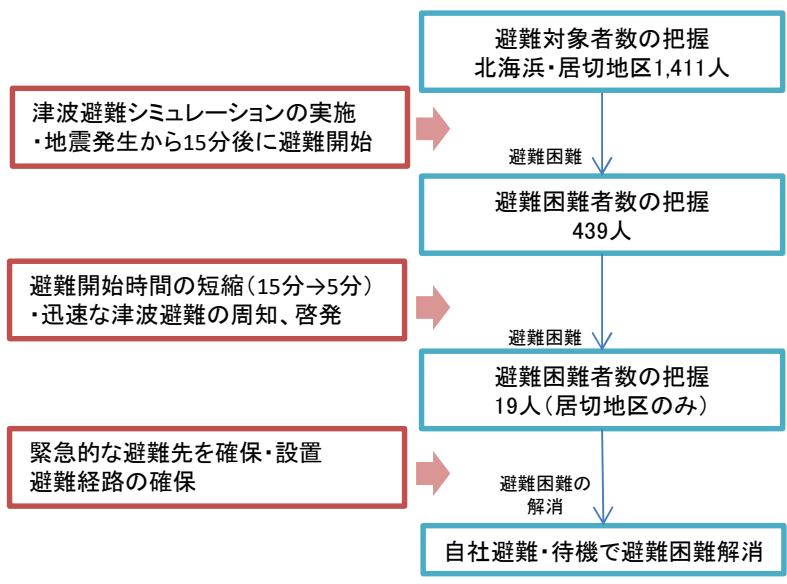 避難対象者数の把握
北海浜・居切地区1,411人
津波避難シミュレーションの実施
・地震発生から15分後に避難開始
避難困難
避難困難者数の把握
439人
避難開始時間の短縮（15分→5分）
・迅速な津波避難の周知、啓発
避難困難
避難困難者数の把握
19人（居切地区のみ）
緊急的な避難先を確保・設置
避難経路の確保
避難困難の
解消
自社避難・待機で避難困難解消